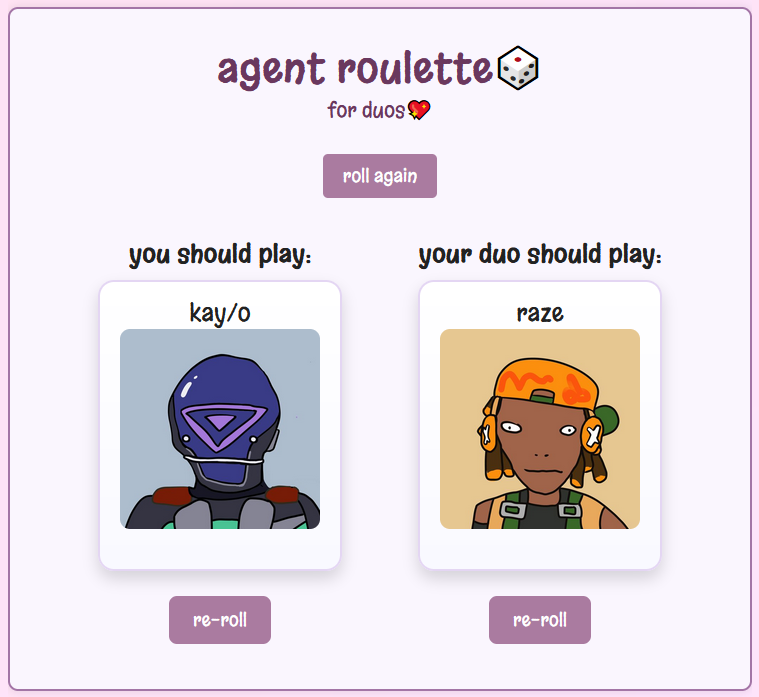 agent roulette🎲
for duos💖
roll again
you should play:
your duo should play:
kay/o
raze
re-roll
re-roll